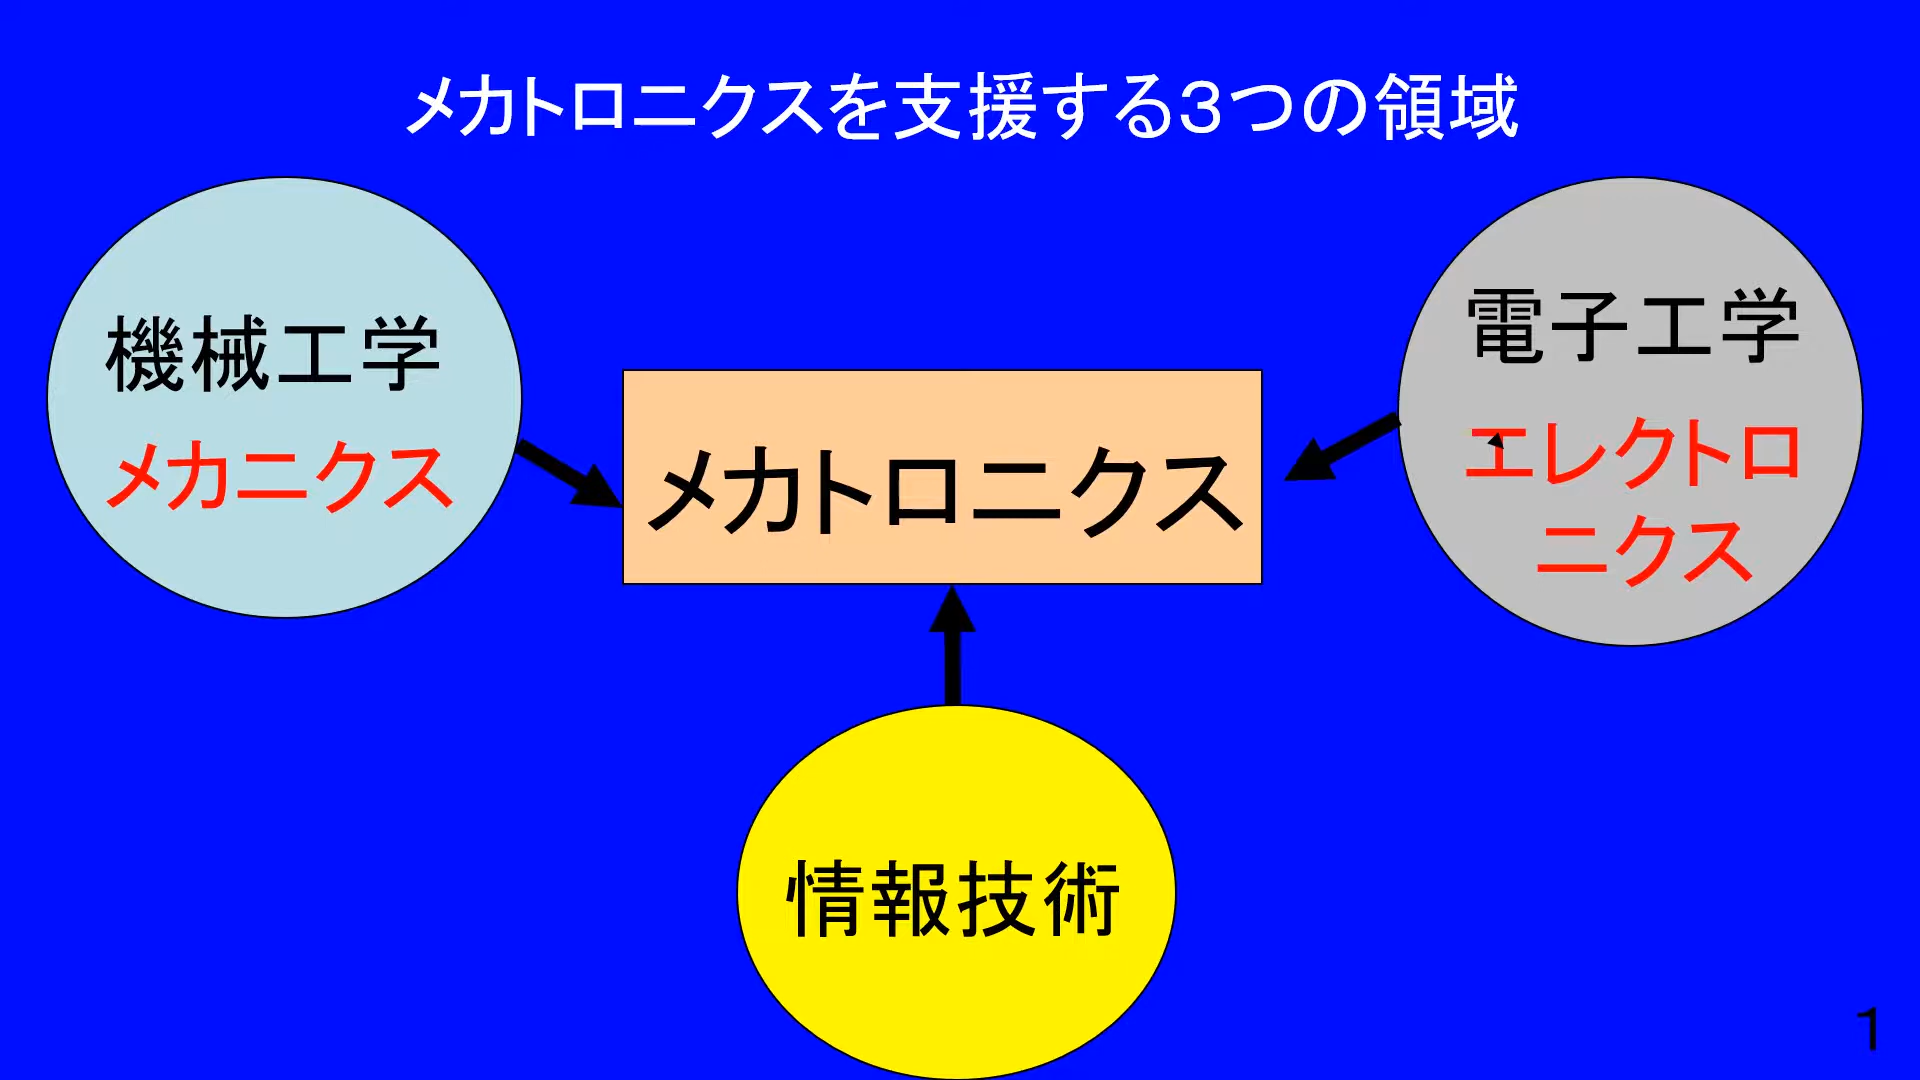 メカトロニクスを支援する３つの領域
機械工学
メカニクス
メカトロニクス
電子工学
エレクトロ
ニクス
情報技術
1